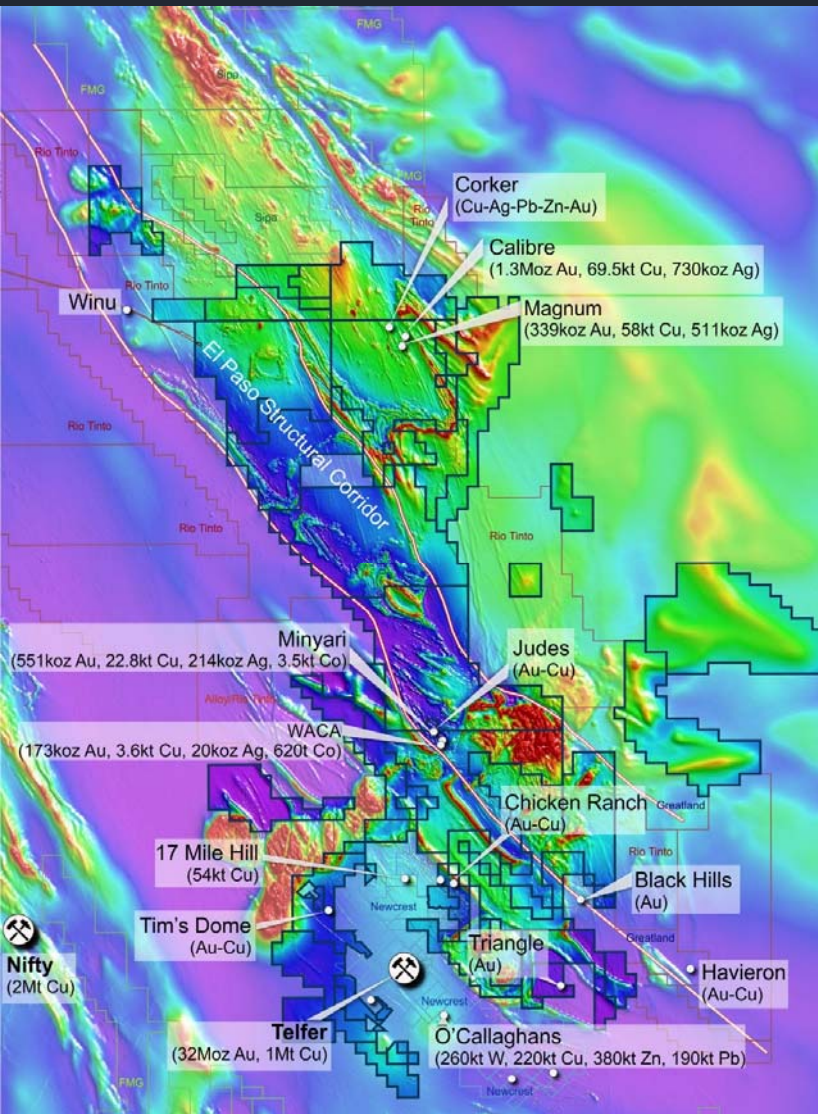 FMG
Sipa
FMG
Rio Tinto
FMG
Corker
(Cu-Ag-Pb-Zn-Au)
Rio
Tinto
Sipa
Calibre
(1.3Moz Au, 69.5kt Cu, 730koz Ag)
Rio Tinto
Winu
Magnum
(339koz Au, 58kt Cu, 511koz Ag)
El Paso Structural Corridor
Rio Tinto
Rio Tinto
Rio Tinto
Minyari
(551koz Au, 22.8kt Cu, 214koz Ag, 3.5kt Co)
Judes
(Au-Cu)
Alloy/Rio Tinto
WACA
(173koz Au, 3.6kt Cu, 20koz Ag, 620t Co)
Greatland
Chicken Ranch
(Au-Cu)
17 Mile Hill
(54kt Cu)
Rio Tinto
Black Hills
(Au)
Newcrest
Tim's Dome
(Au-Cu)
Triangle
(Au)
Greatland
Nifty
(2Mt Cu)
Havieron
(Au-Cu)
Newcrest
Telfer
(32Moz Au, 1Mt Cu)
O'Callaghans
(260kt W, 220kt Cu, 380kt Zn, 190kt Pb)
FMG
Newcrest